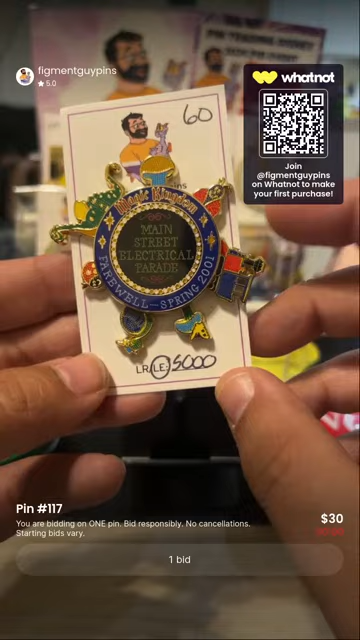 figmentguypins
★ 5.0
whatnot
Join
@figmentguypins
on Whatnot to make
your first purchase!
60
Magic Kingdom
MAIN
STREET
ELECTRICAL
PARADE
FAREWELL—SPRING 2001
LR/LE: 5000
Pin #117
You are bidding on ONE pin. Bid responsibly. No cancellations.
Starting bids vary.
$30
1 bid